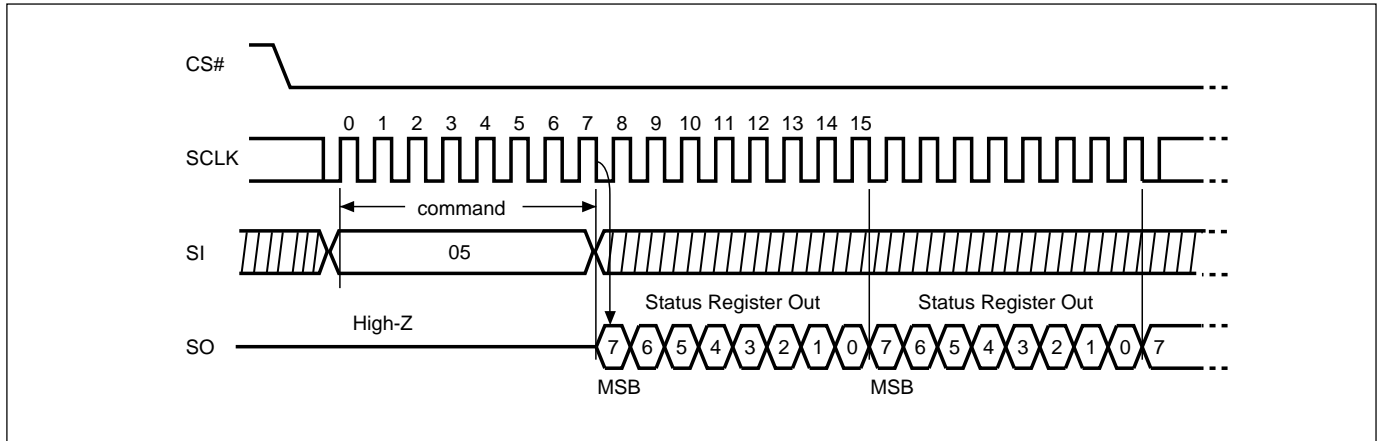 CS#
0 1 2 3 4 5 6 7 8 9 10 11 12 13 14 15
SCLK
command
SI 05
Status Register Out Status Register Out
High-Z
SO 7 6 5 4 3 2 1 0 7 6 5 4 3 2 1 0 7
MSB MSB